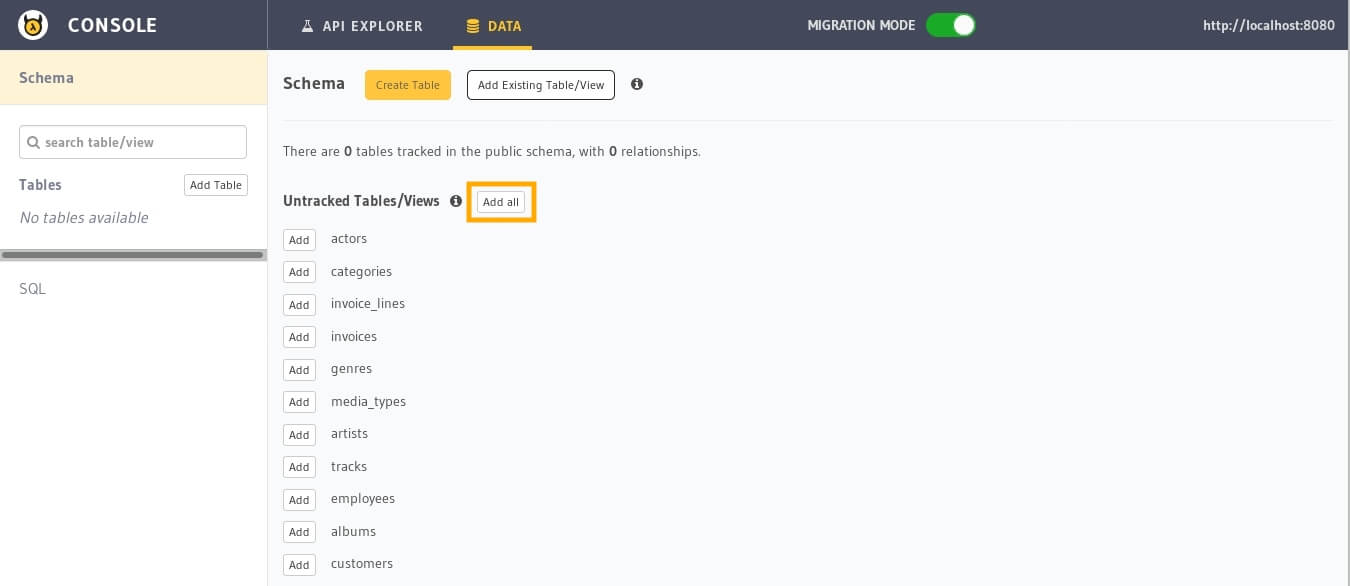 CONSOLE
API EXPLORER
DATA
MIGRATION MODE
http://localhost:8080
Schema
search table/view
Tables
Add Table
No tables available
SQL
Schema
Create Table
Add Existing Table/View
There are 0 tables tracked in the public schema, with 0 relationships.
Untracked Tables/Views
Add all
Add actors
Add categories
Add invoice_lines
Add invoices
Add genres
Add media_types
Add artists
Add tracks
Add employees
Add albums
Add customers